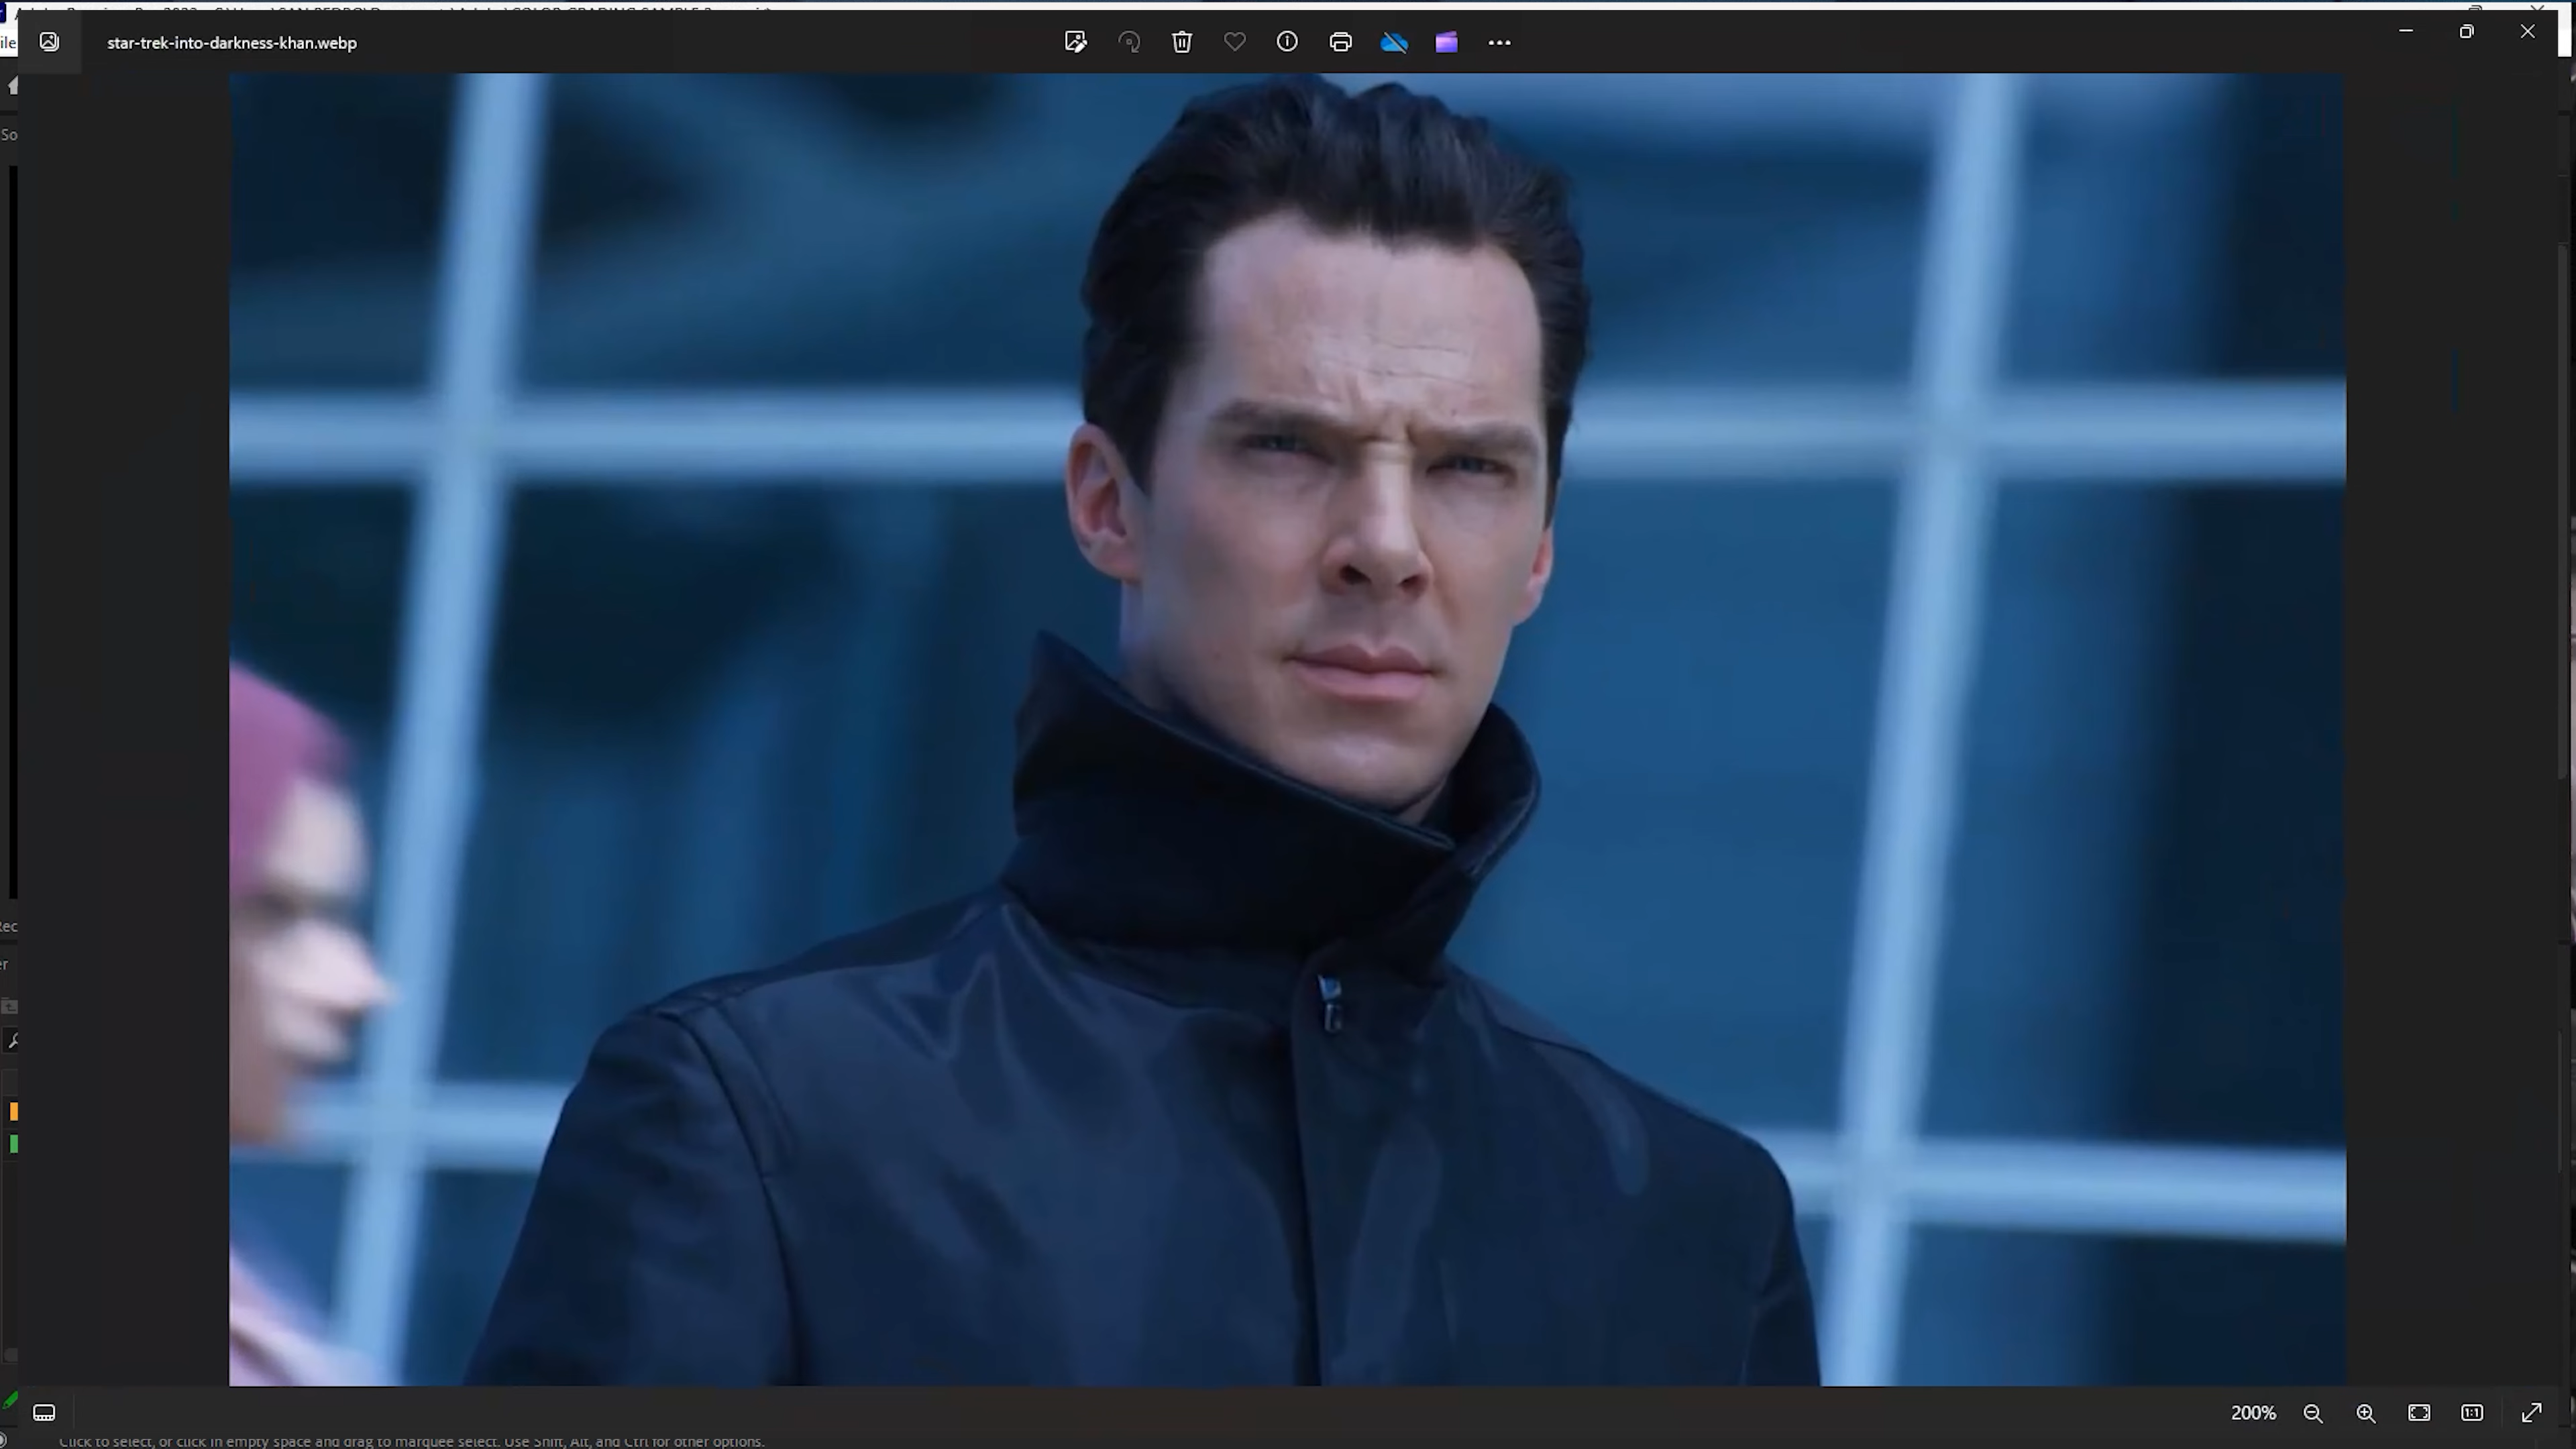 star-trek-into-darkness-khan.webp
200%
Click to select, or click in empty space and drag to marquee select. Use Shift, Alt, and Ctrl for other options.